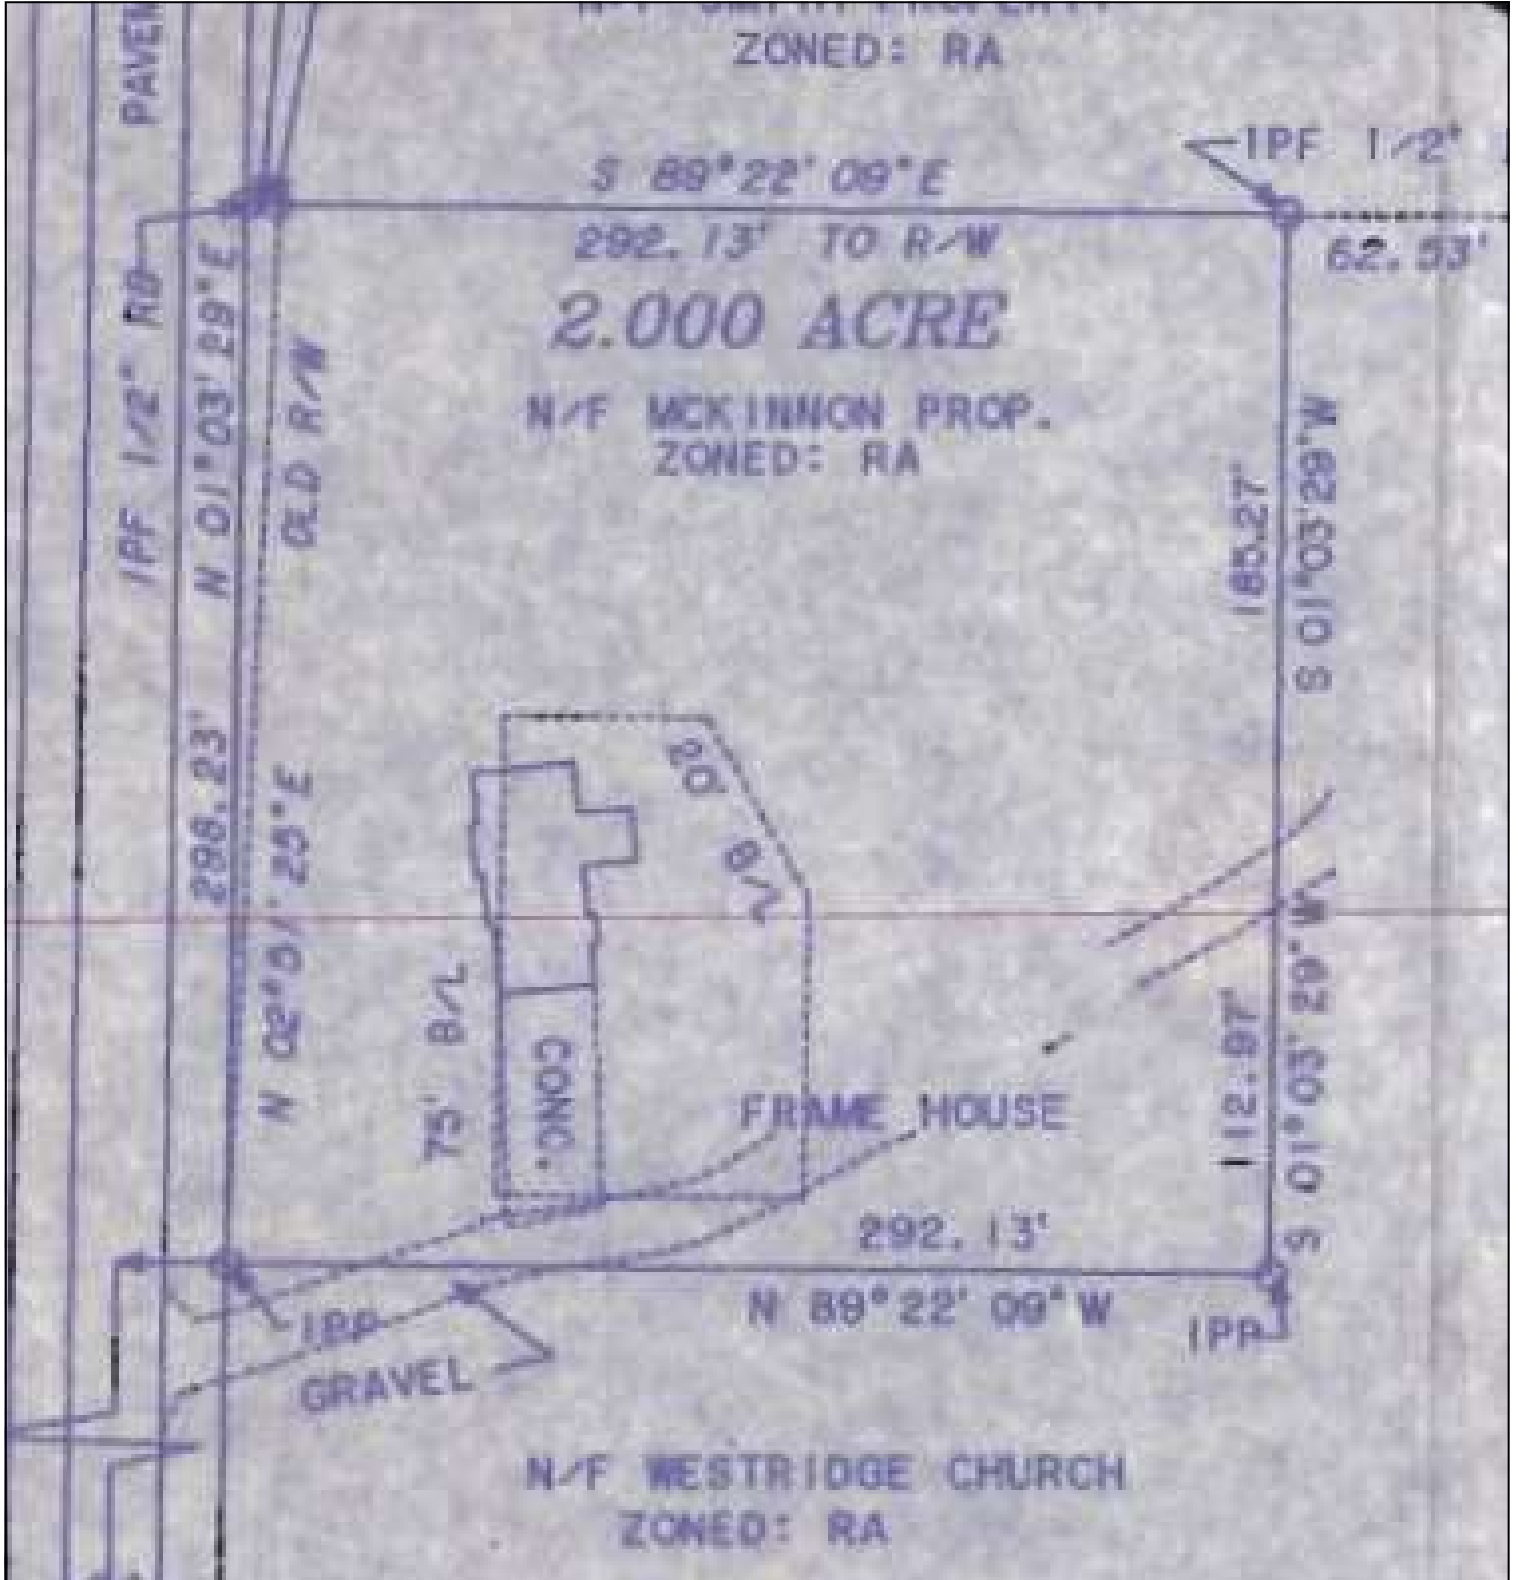 PAVEM
ZONED: RA
IPF 1/2"
S 89°22' 09"E
292.13' TO R/W
62.53'
2.000 ACRE
N/F MCKINNON PROP.
ZONED: RA
IPF 1/2" RB
N 01°03'29"E
OLD R/W
185.27'
S 01°03'29"W
298.23'
N 02°01'25"E
20' B/L
75' B/L
CONC.
FRAME HOUSE
112.97'
S 01°03'29"W
292.13'
N 89°22'09"W
IPP
IPP
GRAVEL
N/F WESTRIDGE CHURCH
ZONED: RA